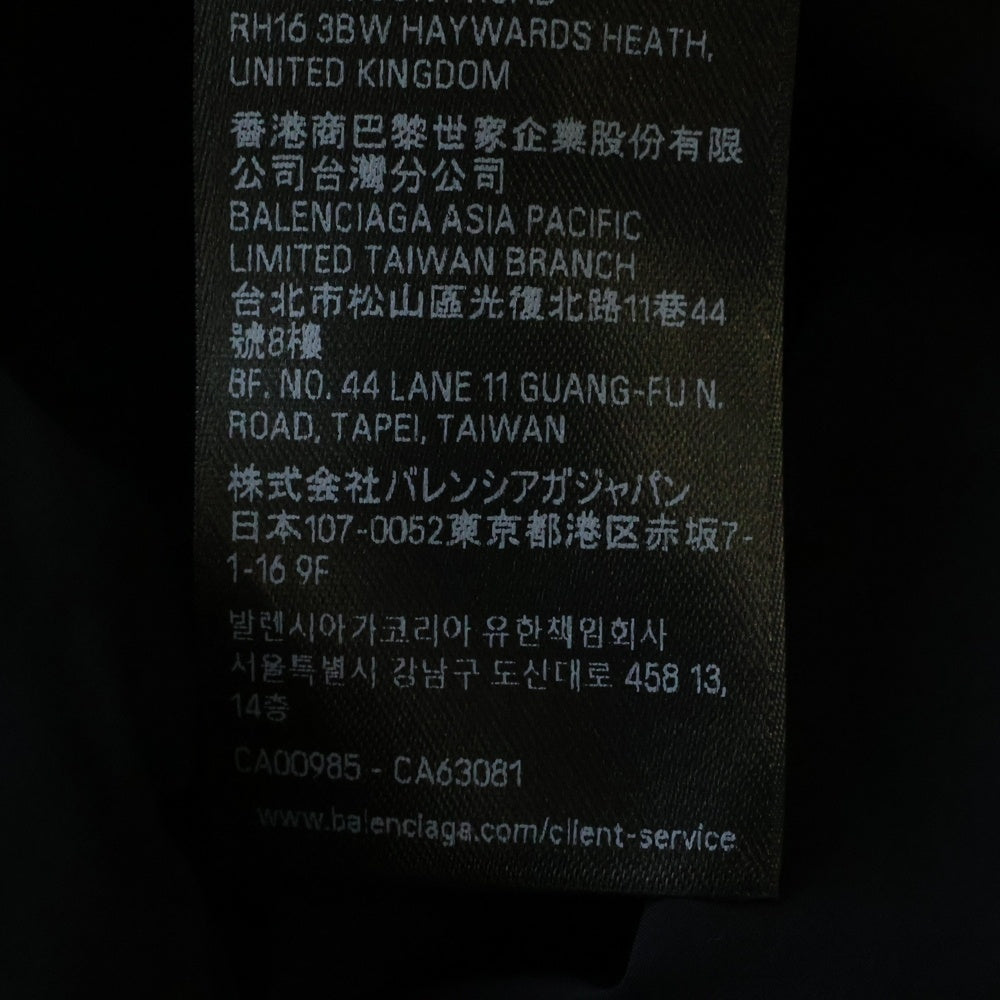 RH16 3BW HAYWARDS HEATH,
UNITED KINGDOM
香港商巴黎世家企業股份有限
公司台灣分公司
BALENCIAGA ASIA PACIFIC
LIMITED TAIWAN BRANCH
台北市松山區光復北路11巷44
號8樓
8F. NO. 44 LANE 11 GUANG-FU N.
ROAD, TAPEI, TAIWAN
株式会社バレンシアガジャパン
日本107-0052東京都港区赤坂7-
1-16 9F
발렌시아가코리아 유한책임회사
서울특별시 강남구 도산대로 458 13,
14층
CA00985 - CA63081
www.balenciaga.com/client-service